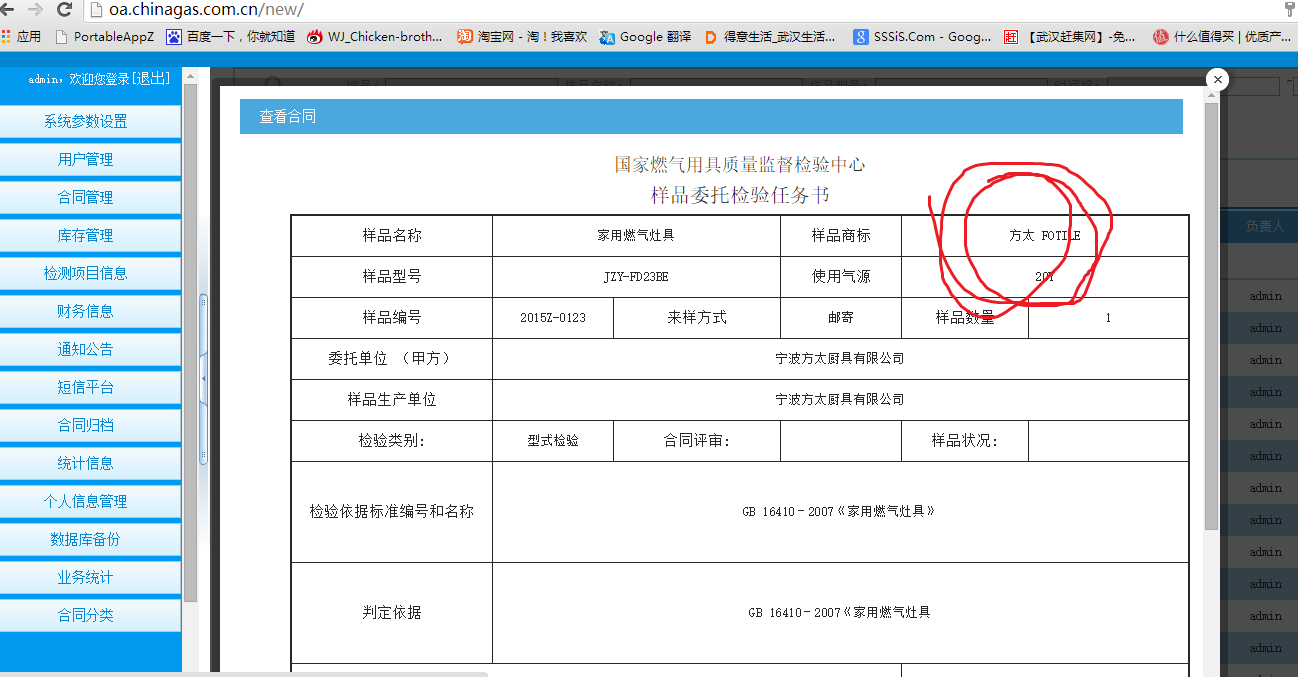 oa.chinagas.com.cn/new/
应用 PortableAppZ 百度一下，你就知道 WJ_Chicken-broth... 淘宝网 - 淘！我喜欢 Google 翻译 得意生活_武汉生活... SSSiS.Com - Goog... 【武汉赶集网】-免... 什么值得买 | 优质产...
admin，欢迎您登录[退出]
系统参数设置
用户管理
合同管理
库存管理
检测项目信息
财务信息
通知公告
短信平台
合同归档
统计信息
个人信息管理
数据库备份
业务统计
合同分类
查看合同
国家燃气用具质量监督检验中心
样品委托检验任务书
样品名称 家用燃气灶具 样品商标 方太 FOTILE
样品型号 JZY-FD23BE 使用气源 20Y
样品编号 2015Z-0123 来样方式 邮寄 样品数量 1
委托单位 （甲方） 宁波方太厨具有限公司
样品生产单位 宁波方太厨具有限公司
检验类别: 型式检验 合同评审: 样品状况:
检验依据标准编号和名称 GB 16410－2007《家用燃气灶具》
判定依据 GB 16410－2007《家用燃气灶具
负责人
admin
admin
admin
admin
admin
admin
admin
admin
admin
admin
admin
admin